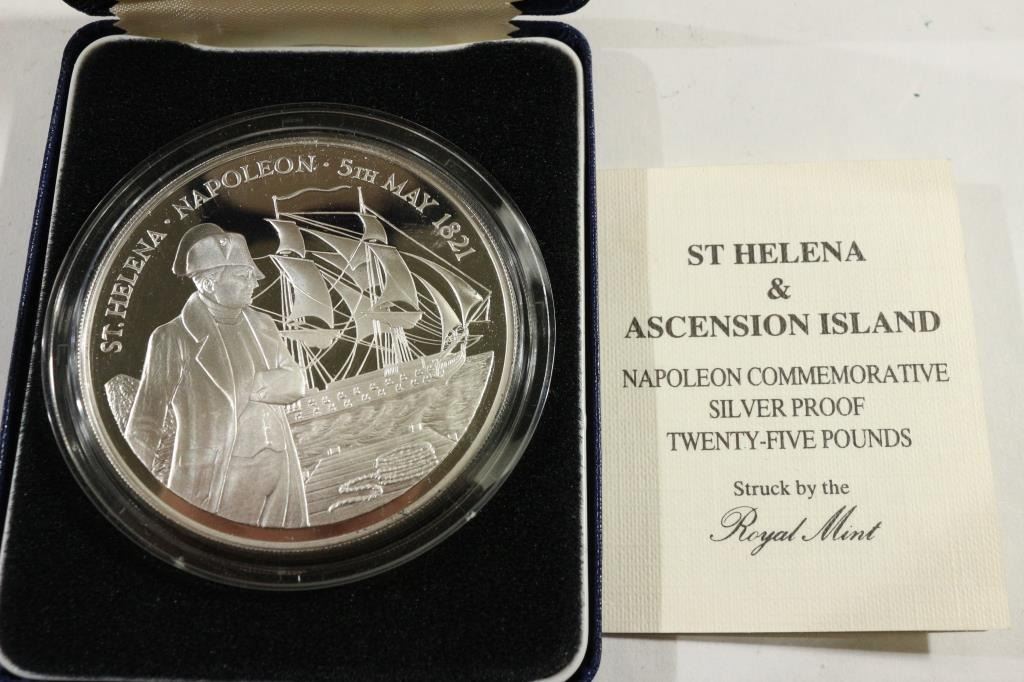 ST. HELENA · NAPOLEON · 5TH MAY 1821
ST HELENA
&
ASCENSION ISLAND
NAPOLEON COMMEMORATIVE
SILVER PROOF
TWENTY-FIVE POUNDS
Struck by the
Royal Mint